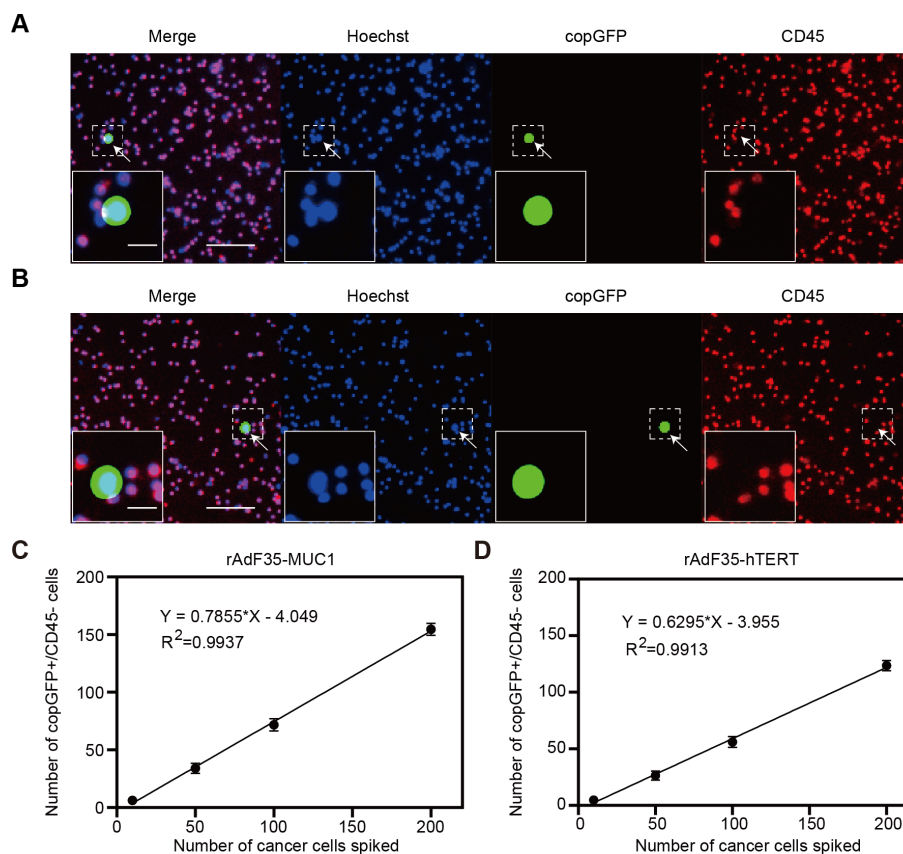 A
Merge Hoechst copGFP CD45
B
Merge Hoechst copGFP CD45
C
rAdF35-MUC1
Number of copGFP+/CD45- cells
200
150
100
50
0
Y = 0.7855*X - 4.049
R2=0.9937
0 50 100 150 200
Number of cancer cells spiked
D
rAdF35-hTERT
Number of copGFP+/CD45- cells
200
150
100
50
0
Y = 0.6295*X - 3.955
R2=0.9913
0 50 100 150 200
Number of cancer cells spiked